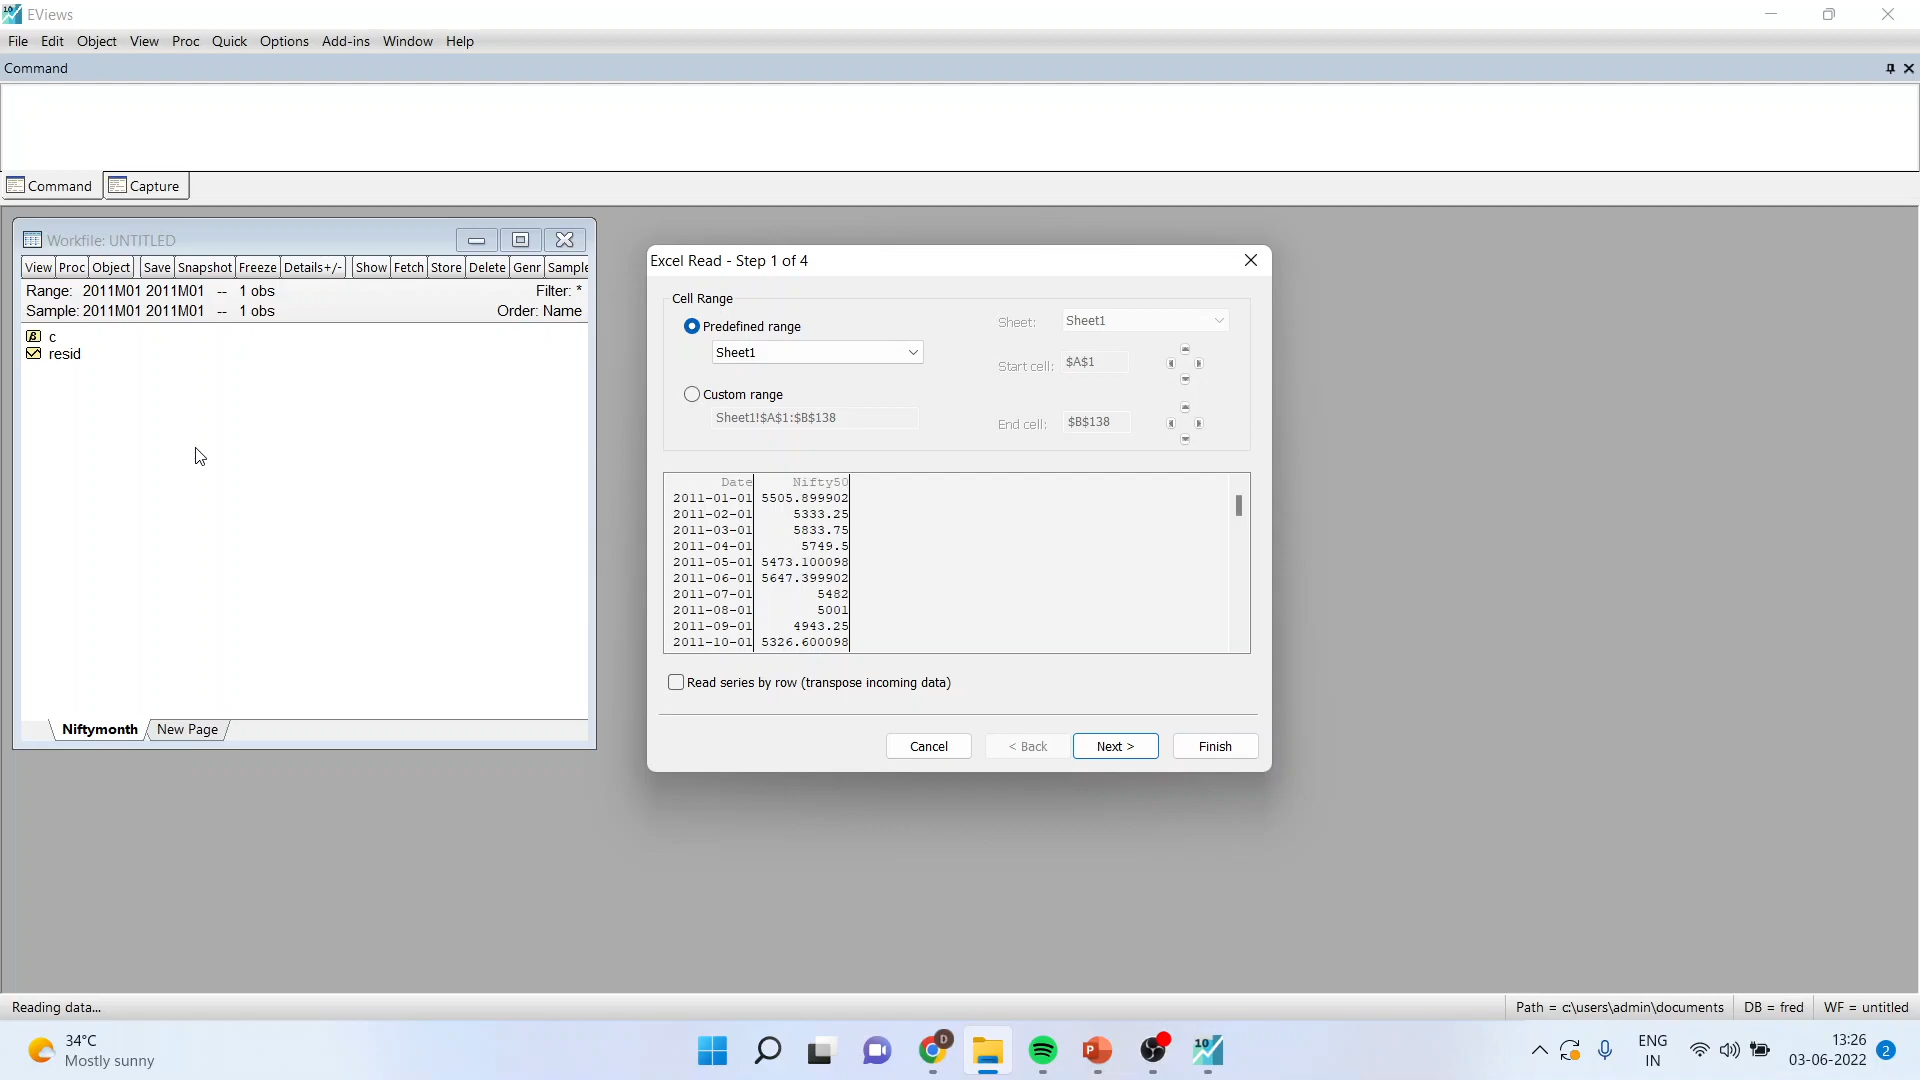 10 EViews
File Edit Object View Proc Quick Options Add-ins Window Help
Command
Command Capture
Workfile: UNTITLED
View Proc Object Save Snapshot Freeze Details+/- Show Fetch Store Delete Genr Sample
Range: 2011M01 2011M01 -- 1 obs Filter: *
Sample: 2011M01 2011M01 -- 1 obs Order: Name
β c
resid
Niftymonth New Page
Excel Read - Step 1 of 4
Cell Range
Predefined range
Sheet1
Custom range
Sheet1!$A$1:$B$138
Sheet: Sheet1
Start cell: $A$1
End cell: $B$138
Date Nifty50
2011-01-01 5505.899902
2011-02-01 5333.25
2011-03-01 5833.75
2011-04-01 5749.5
2011-05-01 5473.100098
2011-06-01 5647.399902
2011-07-01 5482
2011-08-01 5001
2011-09-01 4943.25
2011-10-01 5326.600098
Read series by row (transpose incoming data)
Cancel < Back Next > Finish
Reading data... Path = c:\users\admin\documents DB = fred WF = untitled
34°C
Mostly sunny
D
P
10
ENG
IN
13:26
03-06-2022
2